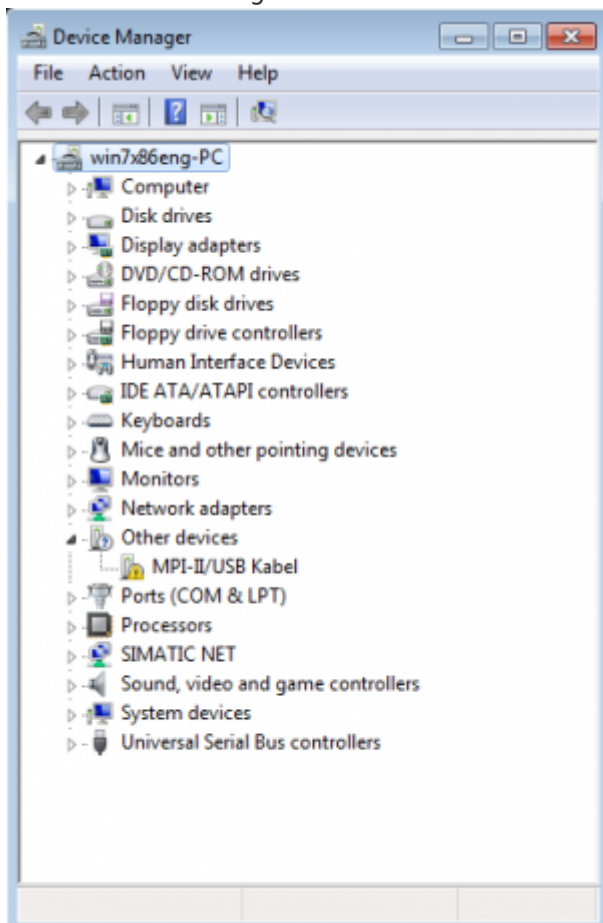 Device Manager
File Action View Help
win7x86eng-PC
Computer
Disk drives
Display adapters
DVD/CD-ROM drives
Floppy disk drives
Floppy drive controllers
Human Interface Devices
IDE ATA/ATAPI controllers
Keyboards
Mice and other pointing devices
Monitors
Network adapters
Other devices
MPI-II/USB Kabel
Ports (COM & LPT)
Processors
SIMATIC NET
Sound, video and game controllers
System devices
Universal Serial Bus controllers